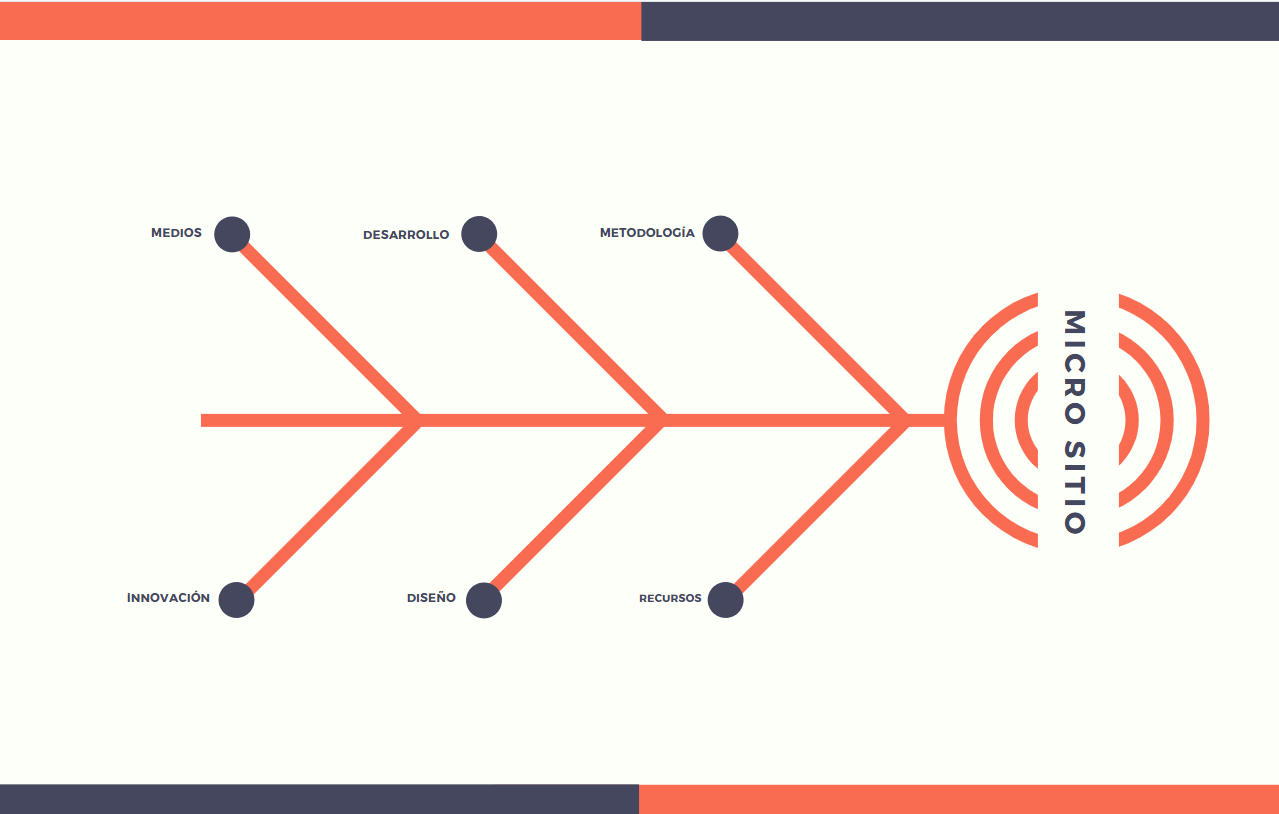 MEDIOS
DESARROLLO
METODOLOGÍA
MICRO SITIO
INNOVACIÓN
DISEÑO
RECURSOS